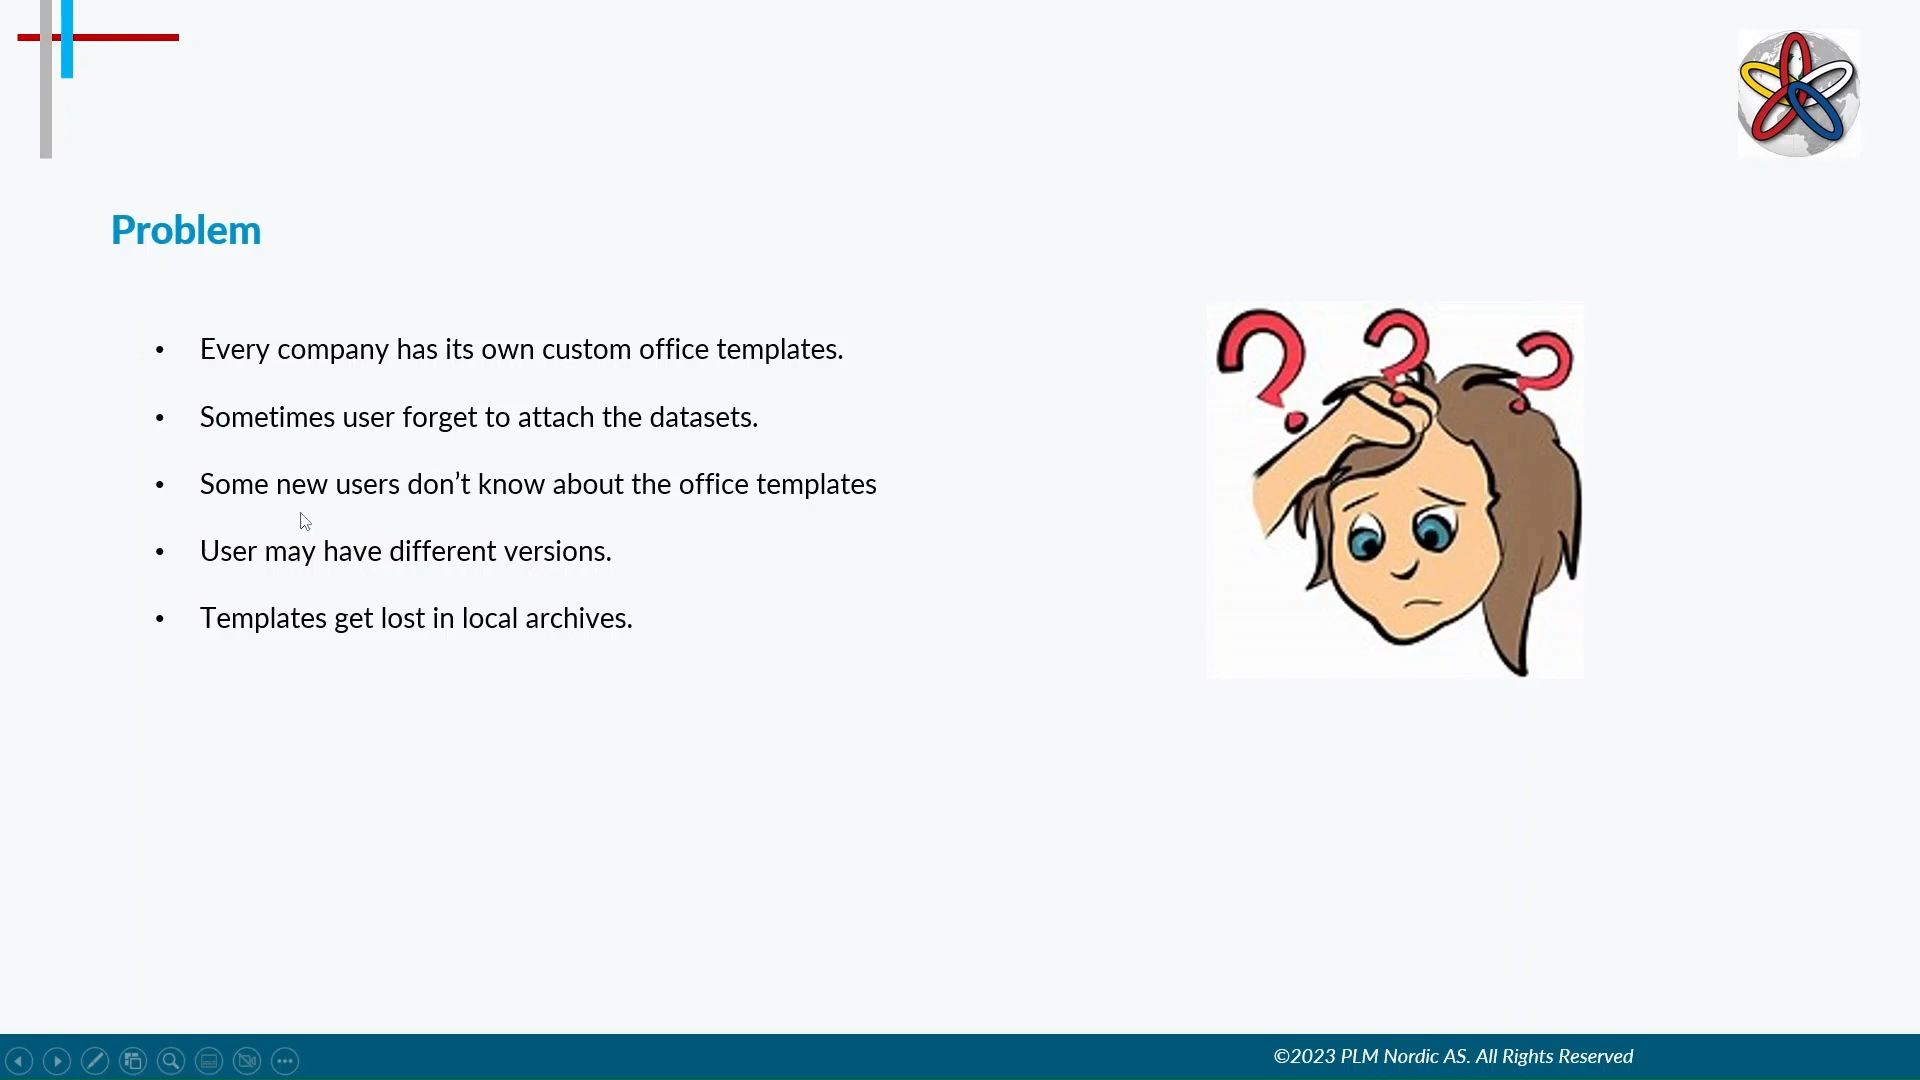 Problem
• Every company has its own custom office templates.
• Sometimes user forget to attach the datasets.
• Some new users don’t know about the office templates
• User may have different versions.
• Templates get lost in local archives.
? ? ?
©2023 PLM Nordic AS. All Rights Reserved